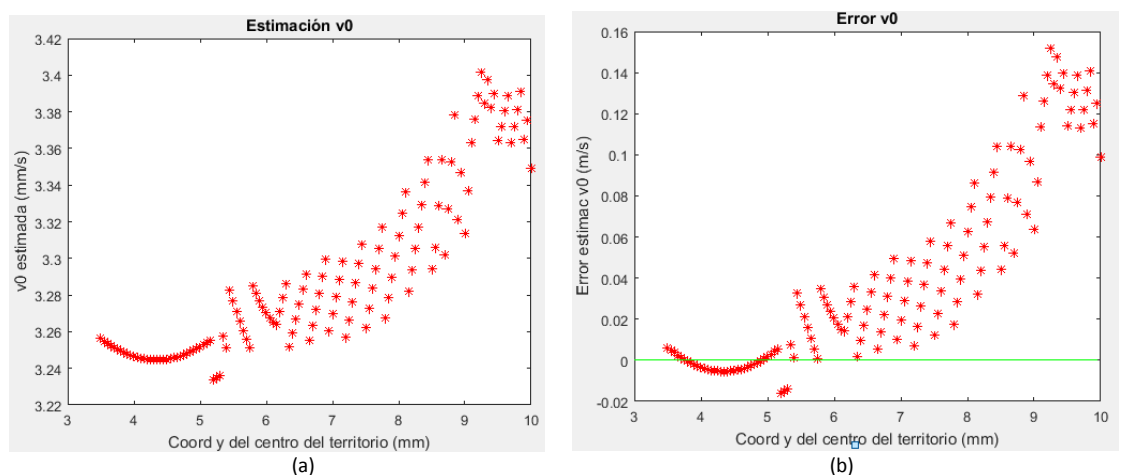 Estimación v0
3.42
3.4
3.38
3.36
3.34
3.32
3.3
3.28
3.26
3.24
3.22
v0 estimada (mm/s)
3 4 5 6 7 8 9 10
Coord y del centro del territorio (mm)
(a)
Error v0
0.16
0.14
0.12
0.1
0.08
0.06
0.04
0.02
0
-0.02
Error estimac v0 (m/s)
3 4 5 6 7 8 9 10
Coord y del centro del territorio (mm)
(b)